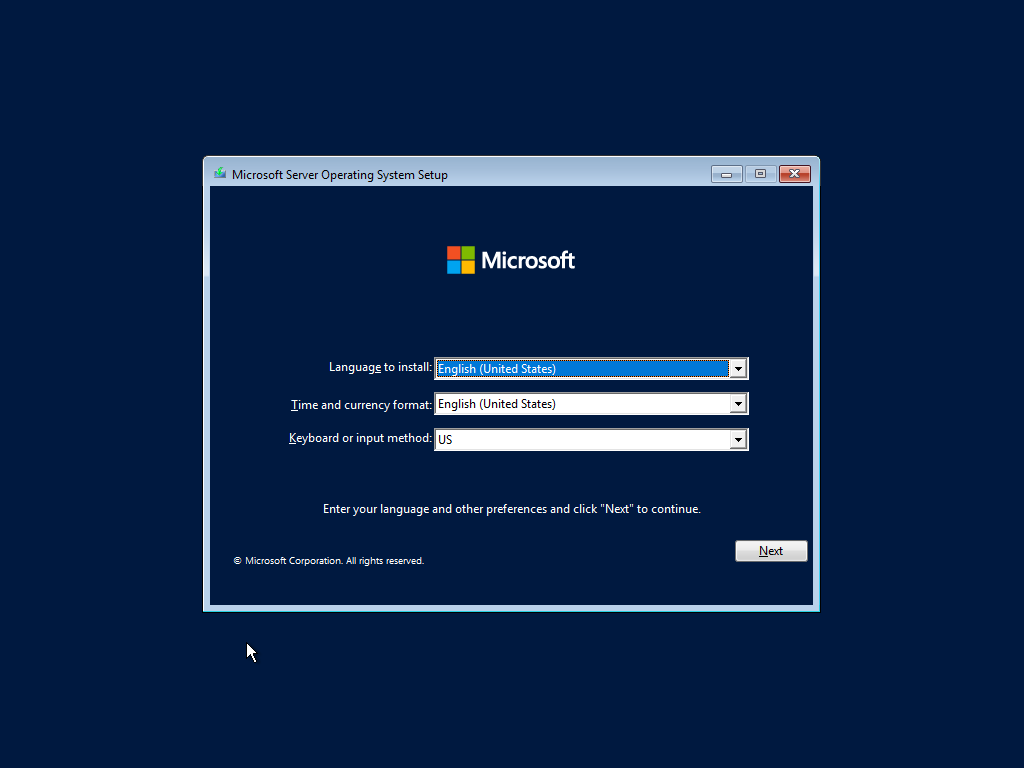 Microsoft Server Operating System Setup
Microsoft
Language to install: English (United States)
Time and currency format: English (United States)
Keyboard or input method: US
Enter your language and other preferences and click "Next" to continue.
Next
© Microsoft Corporation. All rights reserved.